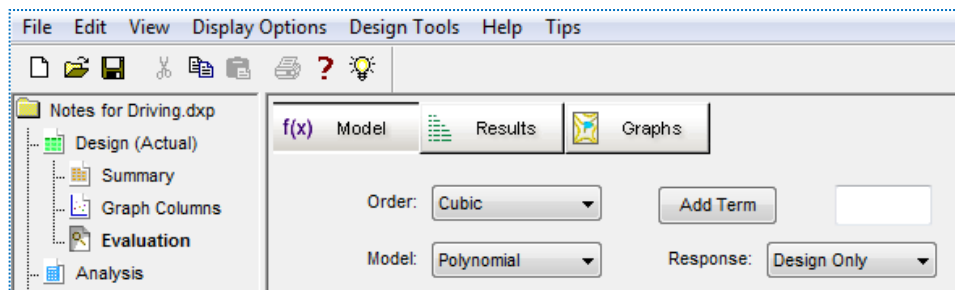 File Edit View Display Options Design Tools Help Tips
Notes for Driving.dxp
Design (Actual)
Summary
Graph Columns
Evaluation
Analysis
f(x) Model Results Graphs
Order: Cubic Add Term
Model: Polynomial Response: Design Only